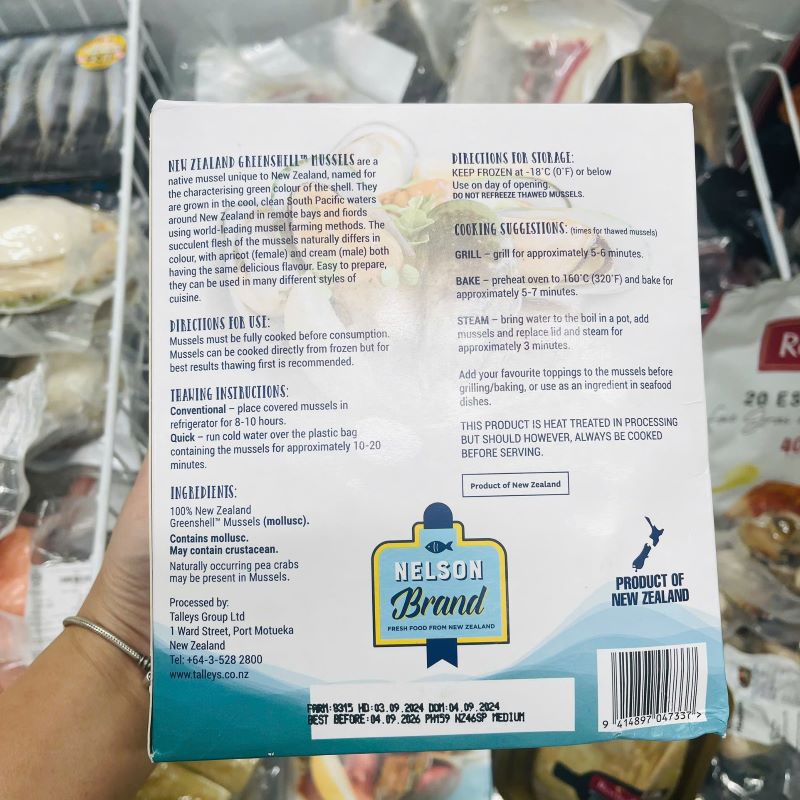 NEW ZEALAND GREENSHELL™ MUSSELS are a
native mussel unique to New Zealand, named for
the characterising green colour of the shell. They
are grown in the cool, clean South Pacific waters
around New Zealand in remote bays and fiords
using world-leading mussel farming methods. The
succulent flesh of the mussels naturally differs in
colour, with apricot (female) and cream (male) both
having the same delicious flavour. Easy to prepare,
they can be used in many different styles of
cuisine.
DIRECTIONS FOR USE:
Mussels must be fully cooked before consumption.
Mussels can be cooked directly from frozen but for
best results thawing first is recommended.
THAWING INSTRUCTIONS:
Conventional – place covered mussels in
refrigerator for 8-10 hours.
Quick – run cold water over the plastic bag
containing the mussels for approximately 10-20
minutes.
INGREDIENTS:
100% New Zealand
Greenshell™ Mussels (mollusc).
Contains mollusc.
May contain crustacean.
Naturally occurring pea crabs
may be present in Mussels.
Processed by:
Talleys Group Ltd
1 Ward Street, Port Motueka
New Zealand
Tel: +64-3-528 2800
www.talleys.co.nz
DIRECTIONS FOR STORAGE:
KEEP FROZEN at -18°C (0°F) or below
Use on day of opening.
DO NOT REFREEZE THAWED MUSSELS.
COOKING SUGGESTIONS: (times for thawed mussels)
GRILL – grill for approximately 5-6 minutes.
BAKE – preheat oven to 160°C (320°F) and bake for
approximately 5-7 minutes.
STEAM – bring water to the boil in a pot, add
mussels and replace lid and steam for
approximately 3 minutes.
Add your favourite toppings to the mussels before
grilling/baking, or use as an ingredient in seafood
dishes.
THIS PRODUCT IS HEAT TREATED IN PROCESSING
BUT SHOULD HOWEVER, ALWAYS BE COOKED
BEFORE SERVING.
Product of New Zealand
NELSON
Brand
FRESH FOOD FROM NEW ZEALAND
PRODUCT OF
NEW ZEALAND
FARM:8315 HD:03.09.2024 DOM:04.09.2024
BEST BEFORE:04.09.2026 PH159 NZ46SP MEDIUM
9 414897 047337 >
20 ES